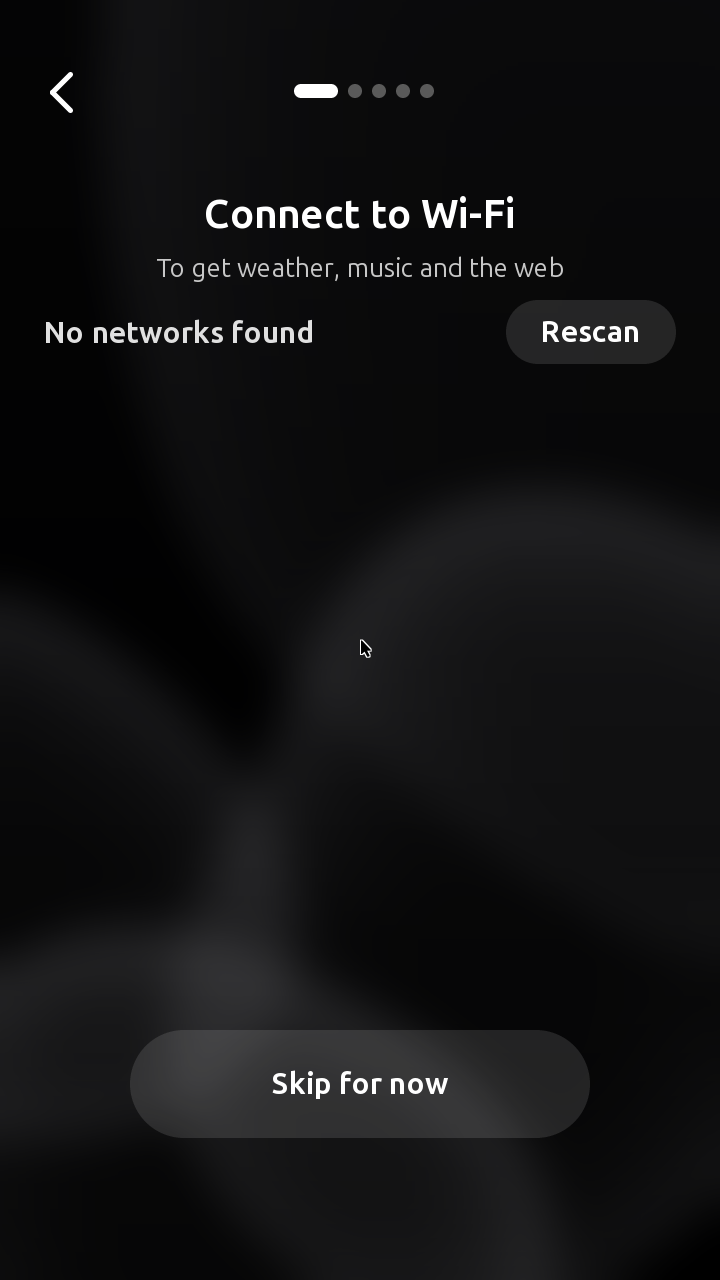 Connect to Wi-Fi
To get weather, music and the web
No networks found
Rescan
Skip for now